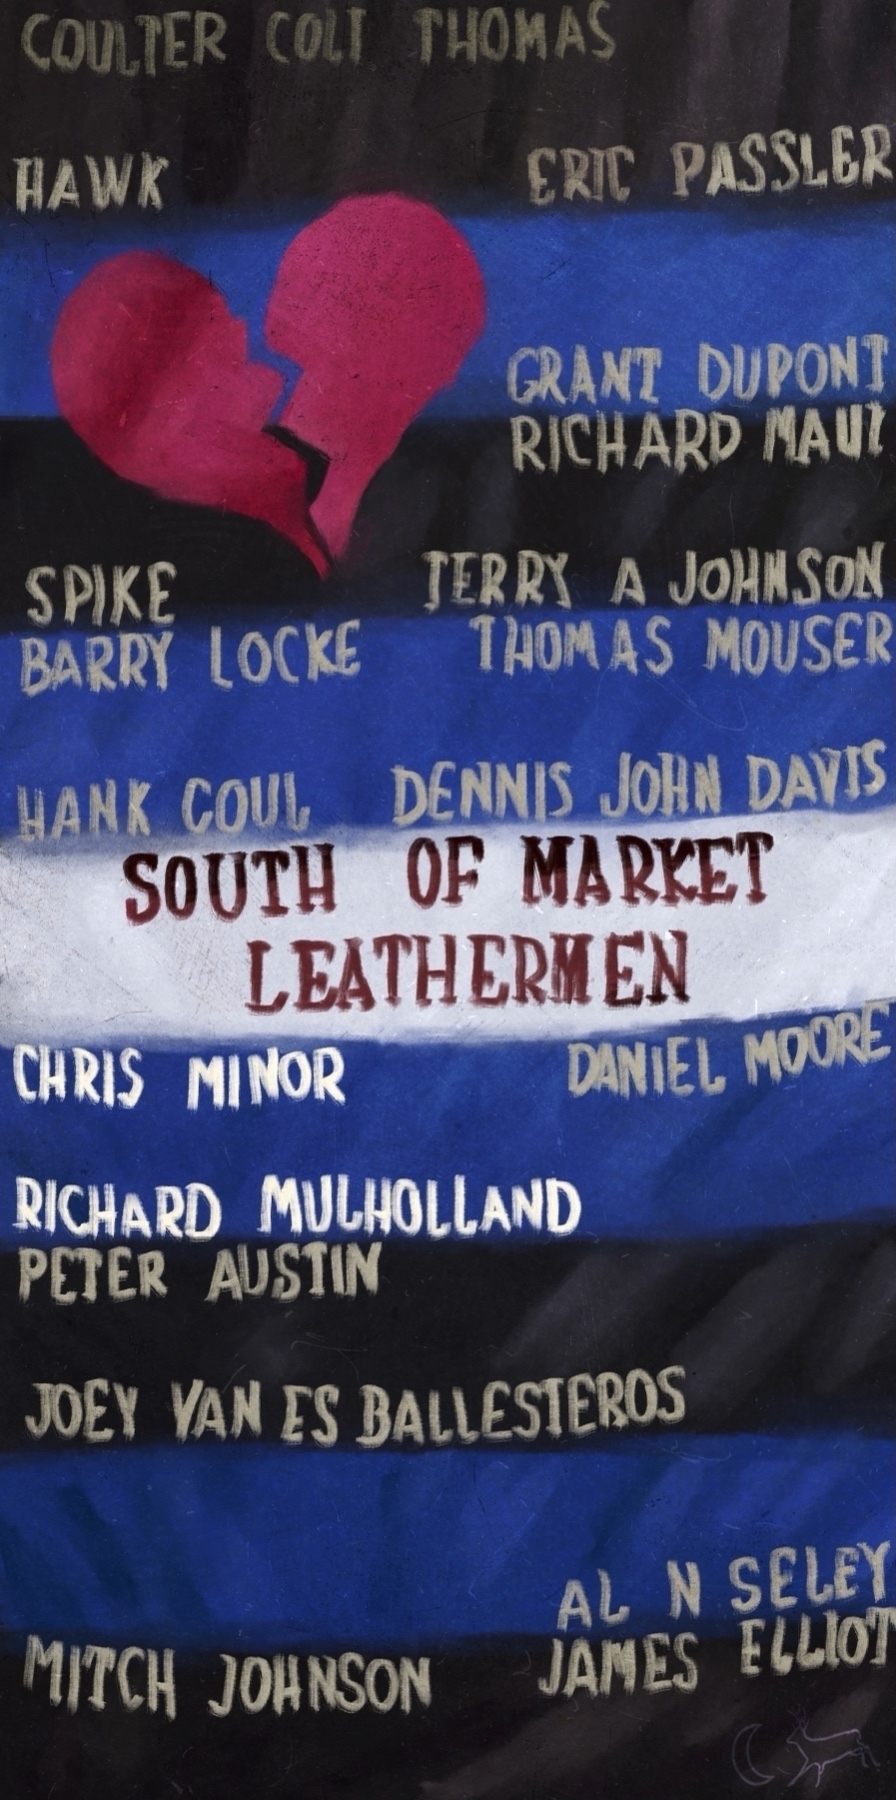 COULTER COLT THOMAS
HAWK
ERIC PASSLER
GRANT DUPONT
RICHARD MAUZ
SPIKE
TERRY A JOHNSON
BARRY LOCKE
THOMAS MOUSER
HANK COUL
DENNIS JOHN DAVIS
SOUTH OF MARKET
LEATHERMEN
CHRIS MINOR
DANIEL MOORE
RICHARD MULHOLLAND
PETER AUSTIN
JOEY VAN ES BALLESTEROS
AL N SELEY
MITCH JOHNSON
JAMES ELLIOT